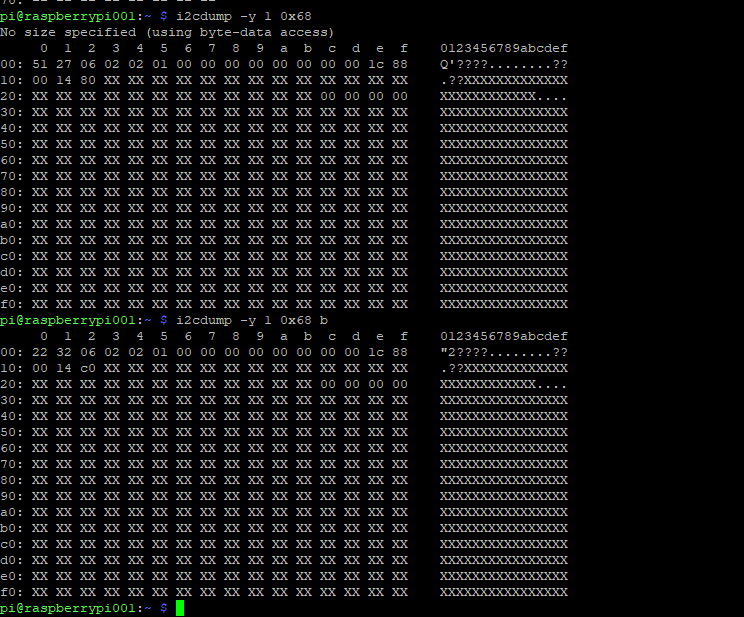 70: -- -- -- -- -- -- -- --
pi@raspberrypi001:~ $ i2cdump -y 1 0x68
No size specified (using byte-data access)
     0  1  2  3  4  5  6  7  8  9  a  b  c  d  e  f    0123456789abcdef
00: 51 27 06 02 02 01 00 00 00 00 00 00 00 00 1c 88    Q'????........??
10: 00 14 80 XX XX XX XX XX XX XX XX XX XX XX XX XX    .??XXXXXXXXXXXXX
20: XX XX XX XX XX XX XX XX XX XX XX XX 00 00 00 00    XXXXXXXXXXXX....
30: XX XX XX XX XX XX XX XX XX XX XX XX XX XX XX XX    XXXXXXXXXXXXXXXX
40: XX XX XX XX XX XX XX XX XX XX XX XX XX XX XX XX    XXXXXXXXXXXXXXXX
50: XX XX XX XX XX XX XX XX XX XX XX XX XX XX XX XX    XXXXXXXXXXXXXXXX
60: XX XX XX XX XX XX XX XX XX XX XX XX XX XX XX XX    XXXXXXXXXXXXXXXX
70: XX XX XX XX XX XX XX XX XX XX XX XX XX XX XX XX    XXXXXXXXXXXXXXXX
80: XX XX XX XX XX XX XX XX XX XX XX XX XX XX XX XX    XXXXXXXXXXXXXXXX
90: XX XX XX XX XX XX XX XX XX XX XX XX XX XX XX XX    XXXXXXXXXXXXXXXX
a0: XX XX XX XX XX XX XX XX XX XX XX XX XX XX XX XX    XXXXXXXXXXXXXXXX
b0: XX XX XX XX XX XX XX XX XX XX XX XX XX XX XX XX    XXXXXXXXXXXXXXXX
c0: XX XX XX XX XX XX XX XX XX XX XX XX XX XX XX XX    XXXXXXXXXXXXXXXX
d0: XX XX XX XX XX XX XX XX XX XX XX XX XX XX XX XX    XXXXXXXXXXXXXXXX
e0: XX XX XX XX XX XX XX XX XX XX XX XX XX XX XX XX    XXXXXXXXXXXXXXXX
f0: XX XX XX XX XX XX XX XX XX XX XX XX XX XX XX XX    XXXXXXXXXXXXXXXX
pi@raspberrypi001:~ $ i2cdump -y 1 0x68 b
     0  1  2  3  4  5  6  7  8  9  a  b  c  d  e  f    0123456789abcdef
00: 22 32 06 02 02 01 00 00 00 00 00 00 00 00 1c 88    "2????........??
10: 00 14 c0 XX XX XX XX XX XX XX XX XX XX XX XX XX    .??XXXXXXXXXXXXX
20: XX XX XX XX XX XX XX XX XX XX XX XX 00 00 00 00    XXXXXXXXXXXX....
30: XX XX XX XX XX XX XX XX XX XX XX XX XX XX XX XX    XXXXXXXXXXXXXXXX
40: XX XX XX XX XX XX XX XX XX XX XX XX XX XX XX XX    XXXXXXXXXXXXXXXX
50: XX XX XX XX XX XX XX XX XX XX XX XX XX XX XX XX    XXXXXXXXXXXXXXXX
60: XX XX XX XX XX XX XX XX XX XX XX XX XX XX XX XX    XXXXXXXXXXXXXXXX
70: XX XX XX XX XX XX XX XX XX XX XX XX XX XX XX XX    XXXXXXXXXXXXXXXX
80: XX XX XX XX XX XX XX XX XX XX XX XX XX XX XX XX    XXXXXXXXXXXXXXXX
90: XX XX XX XX XX XX XX XX XX XX XX XX XX XX XX XX    XXXXXXXXXXXXXXXX
a0: XX XX XX XX XX XX XX XX XX XX XX XX XX XX XX XX    XXXXXXXXXXXXXXXX
b0: XX XX XX XX XX XX XX XX XX XX XX XX XX XX XX XX    XXXXXXXXXXXXXXXX
c0: XX XX XX XX XX XX XX XX XX XX XX XX XX XX XX XX    XXXXXXXXXXXXXXXX
d0: XX XX XX XX XX XX XX XX XX XX XX XX XX XX XX XX    XXXXXXXXXXXXXXXX
e0: XX XX XX XX XX XX XX XX XX XX XX XX XX XX XX XX    XXXXXXXXXXXXXXXX
f0: XX XX XX XX XX XX XX XX XX XX XX XX XX XX XX XX    XXXXXXXXXXXXXXXX
pi@raspberrypi001:~ $